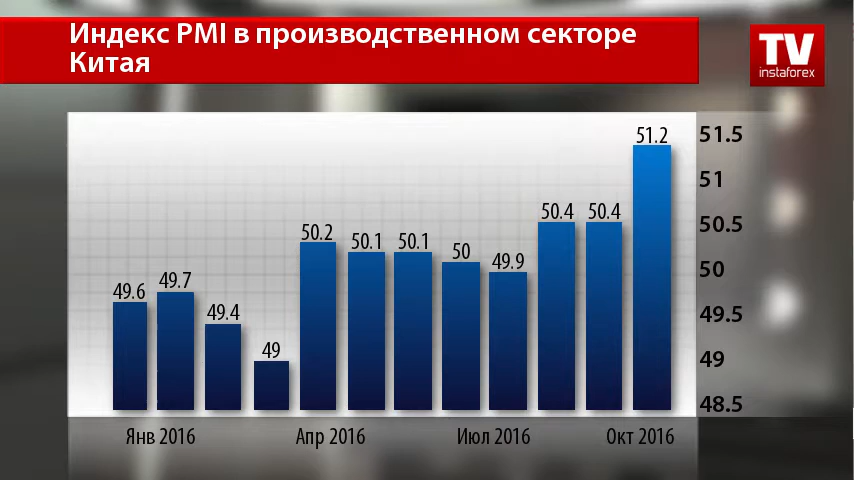 Индекс PMI в производственном секторе
Китая
TV
instaforex
51.5
51
50.5
50
49.5
49
48.5
49.6
49.7
49.4
49
50.2
50.1
50.1
50
49.9
50.4
50.4
51.2
Янв 2016
Апр 2016
Июл 2016
Окт 2016